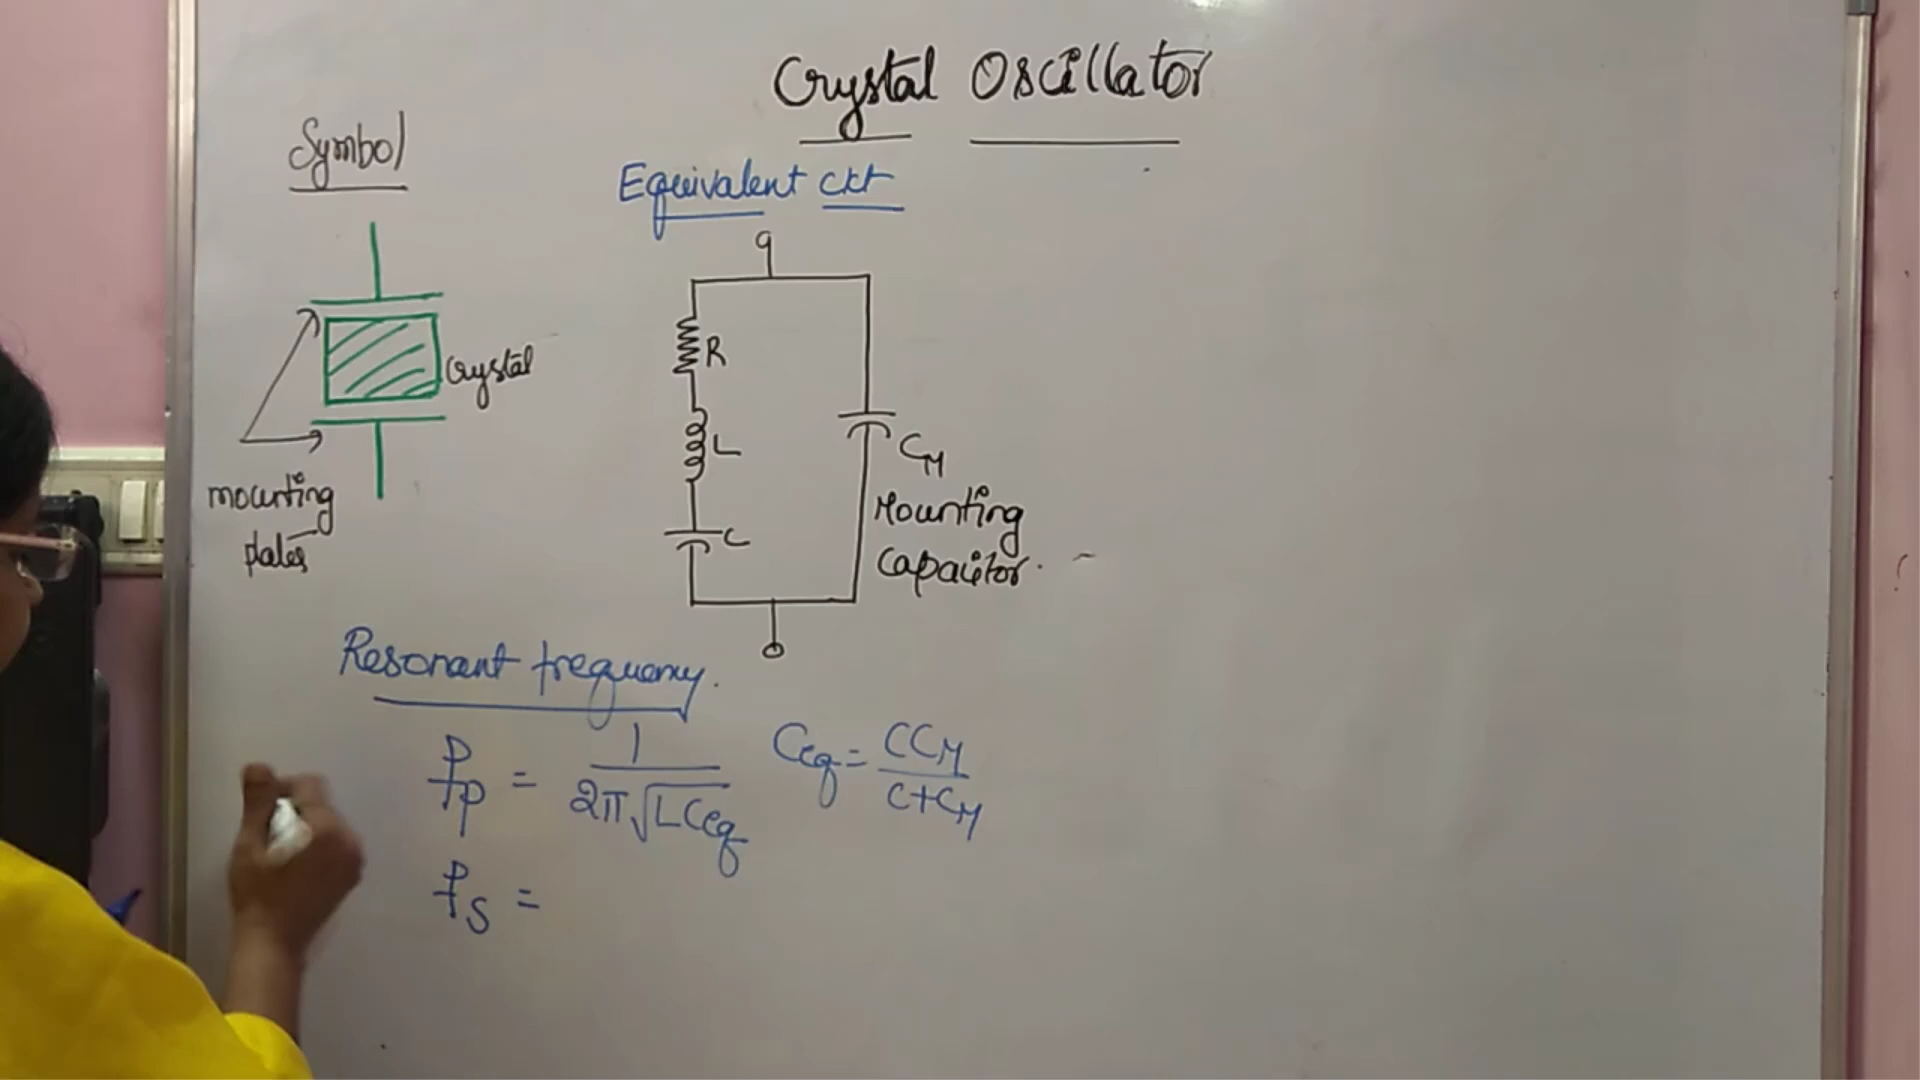 Crystal Oscillator
Symbol
Equivalent ckt
R
Crystal
L
CM
mounting
plates
Mounting
C
Capacitor.
Resonant frequency.
fp = 1 / 2π√LCeq Ceq = CCM / C+CM
fs =